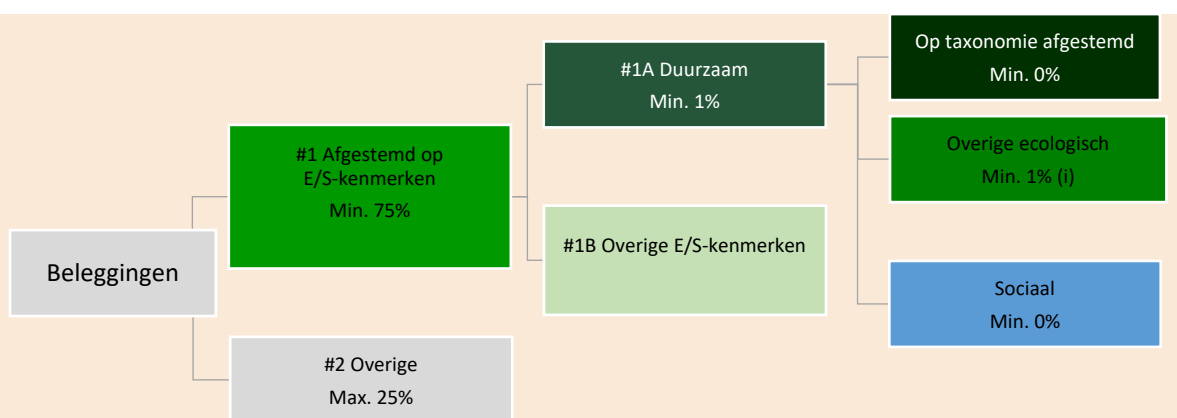 Beleggingen
#1 Afgestemd op
E/S-kenmerken
Min. 75%
#2 Overige
Max. 25%
#1A Duurzaam
Min. 1%
#1B Overige E/S-kenmerken
Op taxonomie afgestemd
Min. 0%
Overige ecologisch
Min. 1% (i)
Sociaal
Min. 0%